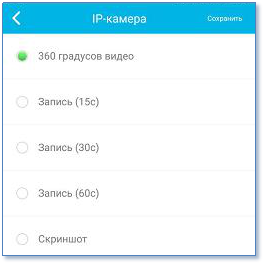 IP-камера Сохранить
360 градусов видео
Запись (15с)
Запись (30с)
Запись (60с)
Скриншот